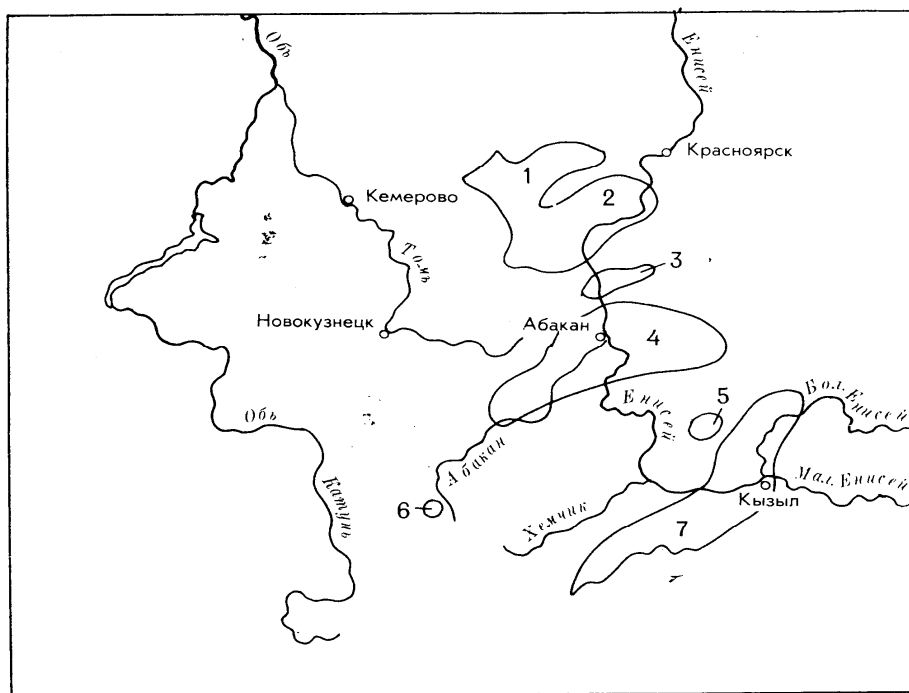 Обь
Енисей
Красноярск
1
2
Кемерово
Томь
3
Новокузнецк
Абакан
4
Обь
Енисей
5
Бол. Енисей
Абакан
Катунь
6
Хемчик
Мал. Енисей
Кызыл
7